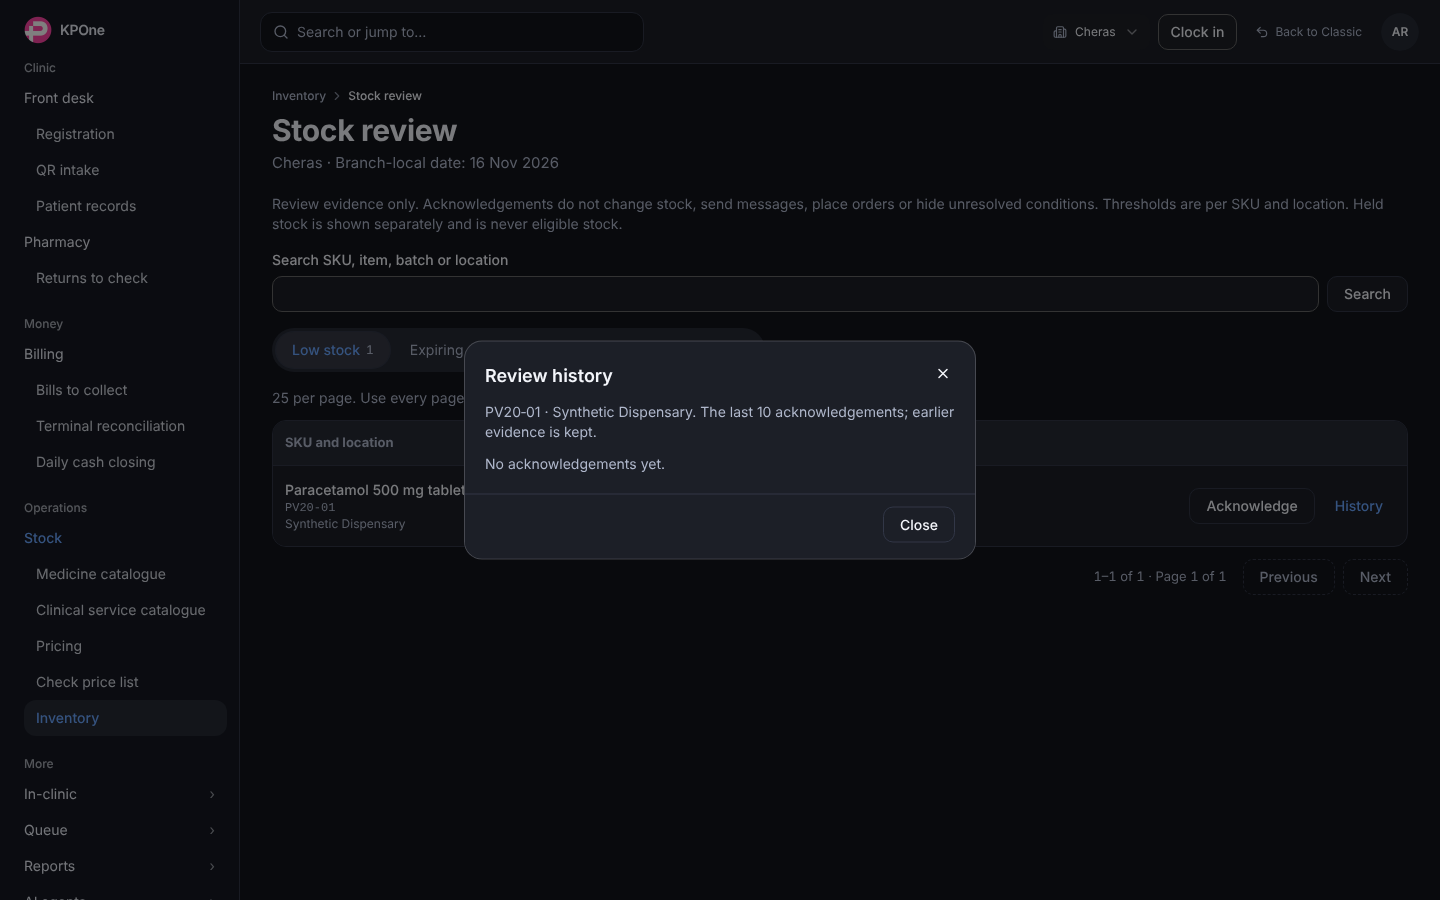 KPOne
Search or jump to...
Cheras
Clock in
Back to Classic
AR
Clinic
Front desk
Registration
QR intake
Patient records
Pharmacy
Returns to check
Money
Billing
Bills to collect
Terminal reconciliation
Daily cash closing
Operations
Stock
Medicine catalogue
Clinical service catalogue
Pricing
Check price list
Inventory
More
In-clinic
Queue
Reports
Inventory > Stock review
Stock review
Cheras · Branch-local date: 16 Nov 2026
Review evidence only. Acknowledgements do not change stock, send messages, place orders or hide unresolved conditions. Thresholds are per SKU and location. Held
stock is shown separately and is never eligible stock.
Search SKU, item, batch or location
Search
Low stock 1
Expiring
25 per page. Use every page
SKU and location
Paracetamol 500 mg tablet
PV20-01
Synthetic Dispensary
Acknowledge
History
1–1 of 1 · Page 1 of 1
Previous
Next
Review history
PV20-01 · Synthetic Dispensary. The last 10 acknowledgements; earlier
evidence is kept.
No acknowledgements yet.
Close